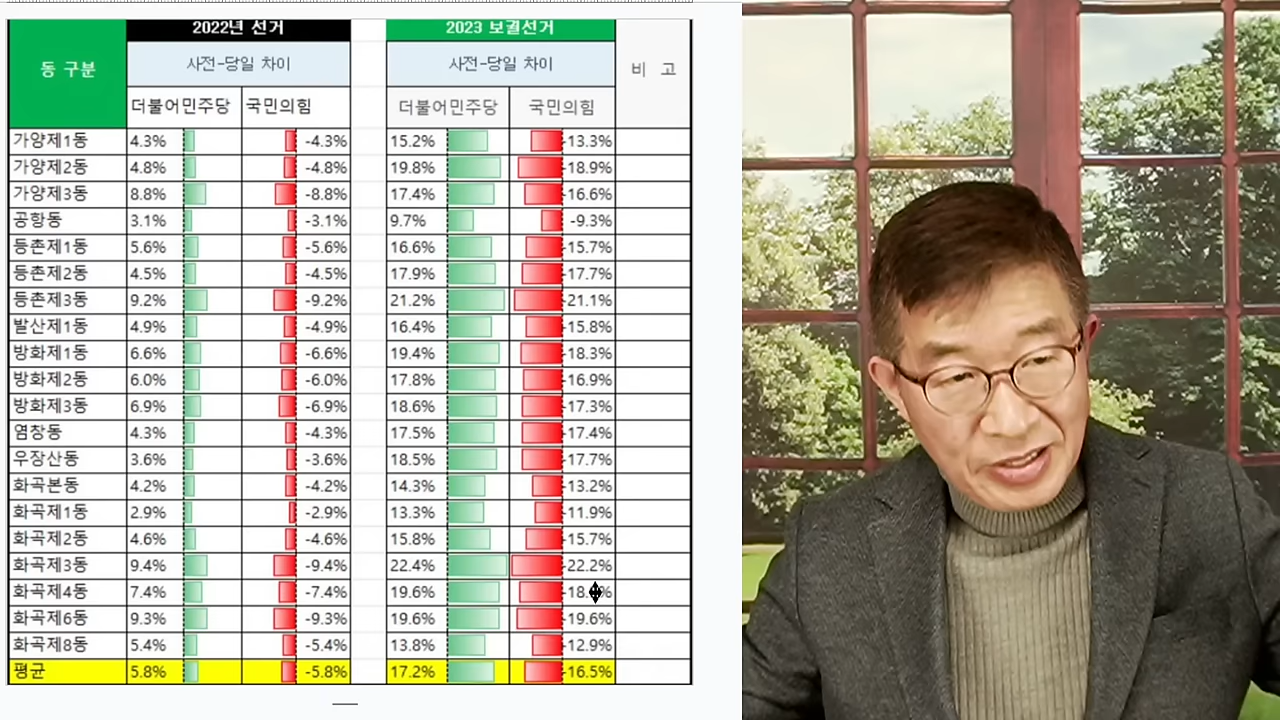 2022년 선거 2023 보궐선거
동 구분 사전-당일 차이 사전-당일 차이 비 고
더불어민주당 국민의힘 더불어민주당 국민의힘
가양제1동 4.3% -4.3% 15.2% -13.3%
가양제2동 4.8% -4.8% 19.8% -18.9%
가양제3동 8.8% -8.8% 17.4% -16.6%
공항동 3.1% -3.1% 9.7% -9.3%
등촌제1동 5.6% -5.6% 16.6% -15.7%
등촌제2동 4.5% -4.5% 17.9% -17.7%
등촌제3동 9.2% -9.2% 21.2% -21.1%
발산제1동 4.9% -4.9% 16.4% -15.8%
방화제1동 6.6% -6.6% 19.4% -18.3%
방화제2동 6.0% -6.0% 17.8% -16.9%
방화제3동 6.9% -6.9% 18.6% -17.3%
염창동 4.3% -4.3% 17.5% -17.4%
우장산동 3.6% -3.6% 18.5% -17.7%
화곡본동 4.2% -4.2% 14.3% -13.2%
화곡제1동 2.9% -2.9% 13.3% -11.9%
화곡제2동 4.6% -4.6% 15.8% -15.7%
화곡제3동 9.4% -9.4% 22.4% -22.2%
화곡제4동 7.4% -7.4% 19.6%
화곡제6동 9.3% -9.3% 19.6% -19.6%
화곡제8동 5.4% -5.4% 13.8% -12.9%
평균 5.8% -5.8% 17.2% -16.5%